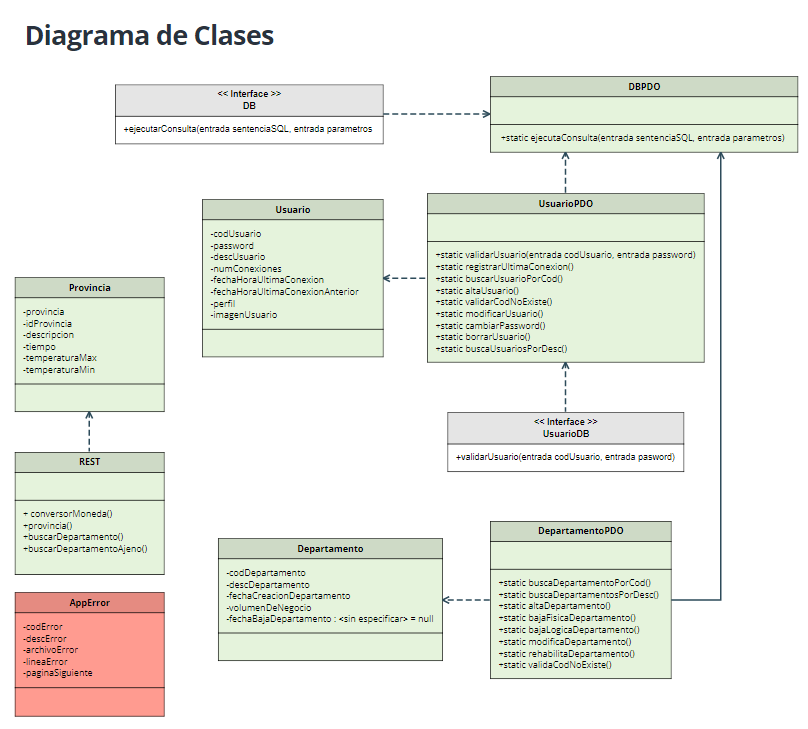 Diagrama de Clases
<< Interface >>
DB
+ejecutarConsulta(entrada sentenciaSQL, entrada parametros
DBPDO
+static ejecutaConsulta(entrada sentenciaSQL, entrada parametros)
Usuario
-codUsuario
-password
-descUsuario
-numConexiones
-fechaHoraUltimaConexion
-fechaHoraUltimaConexionAnterior
-perfil
-imagenUsuario
UsuarioPDO
+static validarUsuario(entrada codUsuario, entrada password)
+static registrarUltimaConexion()
+static buscarUsuarioPorCod()
+static altaUsuario()
+static validarCodNoExiste()
+static modificarUsuario()
+static cambiarPassword()
+static borrarUsuario()
+static buscaUsuariosPorDesc()
Provincia
-provincia
-idProvincia
-descripcion
-tiempo
-temperaturaMax
-temperaturaMin
<< Interface >>
UsuarioDB
+validarUsuario(entrada codUsuario, entrada pasword)
REST
+ conversorMoneda()
+provincia()
+buscarDepartamento()
+buscarDepartamentoAjeno()
Departamento
-codDepartamento
-descDepartamento
-fechaCreacionDepartamento
-volumenDeNegocio
-fechaBajaDepartamento : <sin especificar> = null
DepartamentoPDO
+static buscaDepartamentoPorCod()
+static buscaDepartamentosPorDesc()
+static altaDepartamento()
+static bajaFisicaDepartamento()
+static bajaLogicaDepartamento()
+static modificaDepartamento()
+static rehabilitaDepartamento()
+static validaCodNoExiste()
AppError
-codError
-descError
-archivoError
-lineaError
-paginaSiguiente